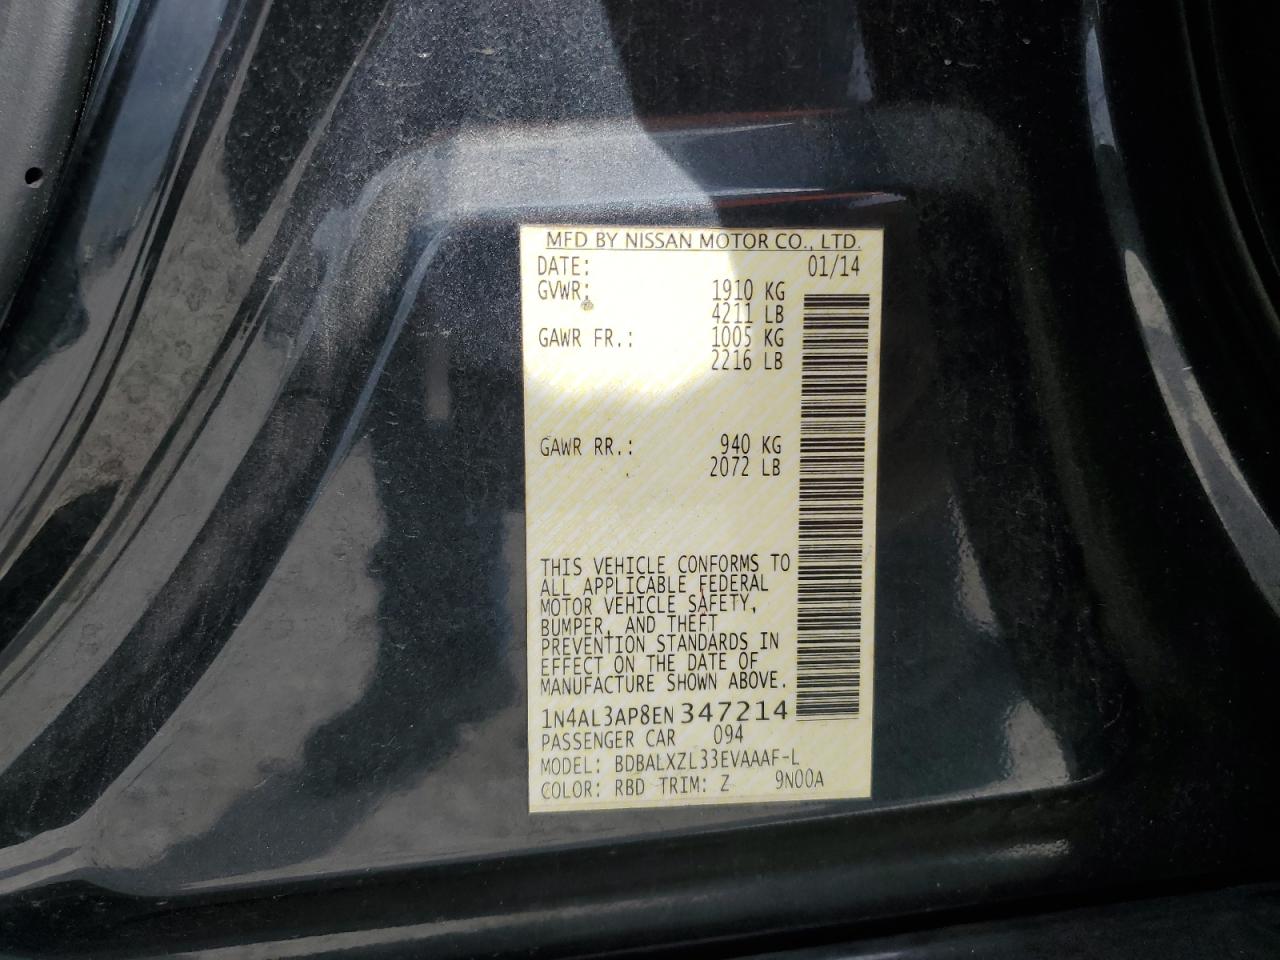 MFD BY NISSAN MOTOR CO., LTD.
DATE: 01/14
GVWR: 1910 KG
4211 LB
GAWR FR.: 1005 KG
2216 LB
GAWR RR.: 940 KG
2072 LB
THIS VEHICLE CONFORMS TO
ALL APPLICABLE FEDERAL
MOTOR VEHICLE SAFETY,
BUMPER, AND THEFT
PREVENTION STANDARDS IN
EFFECT ON THE DATE OF
MANUFACTURE SHOWN ABOVE.
1N4AL3AP8EN347214
PASSENGER CAR 094
MODEL: BDBALXZL33EVAAAF-L
COLOR: RBD TRIM: Z 9N00A